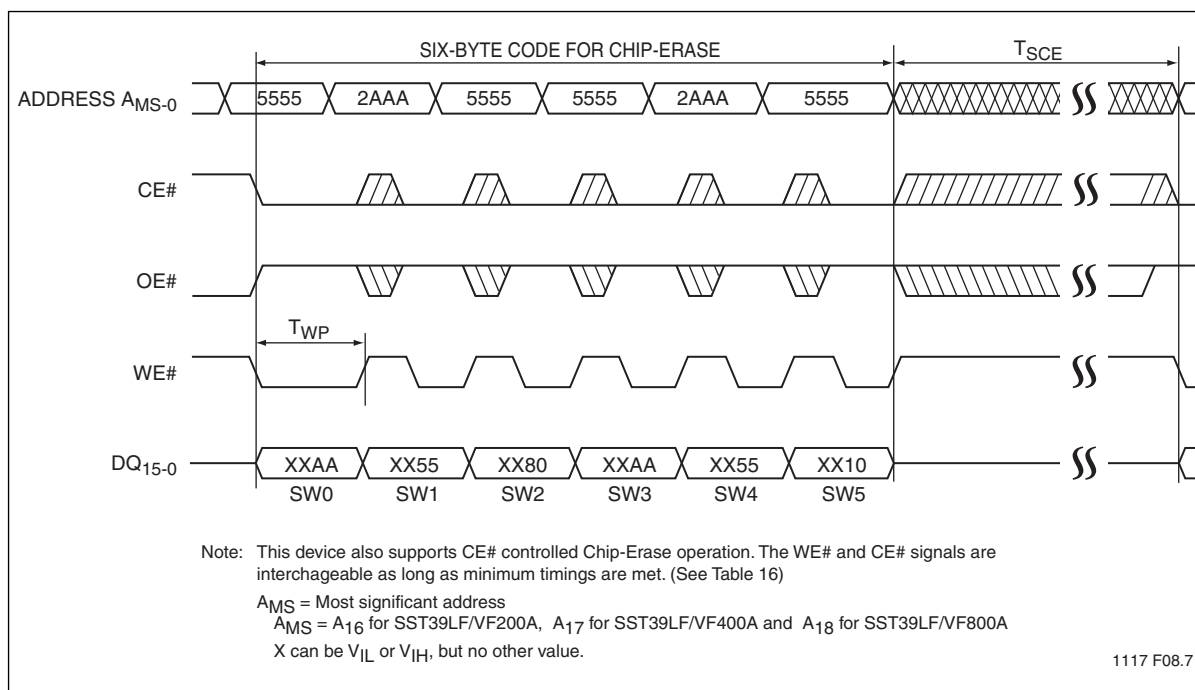 SIX-BYTE CODE FOR CHIP-ERASE TSCE
ADDRESS AMS-0 5555 2AAA 5555 5555 2AAA 5555
CE#
OE#
TWP
WE#
DQ15-0 XXAA XX55 XX80 XXAA XX55 XX10
SW0 SW1 SW2 SW3 SW4 SW5
Note: This device also supports CE# controlled Chip-Erase operation. The WE# and CE# signals are
interchageable as long as minimum timings are met. (See Table 16)
AMS = Most significant address
AMS = A16 for SST39LF/VF200A, A17 for SST39LF/VF400A and A18 for SST39LF/VF800A
X can be VIL or VIH, but no other value.
1117 F08.7